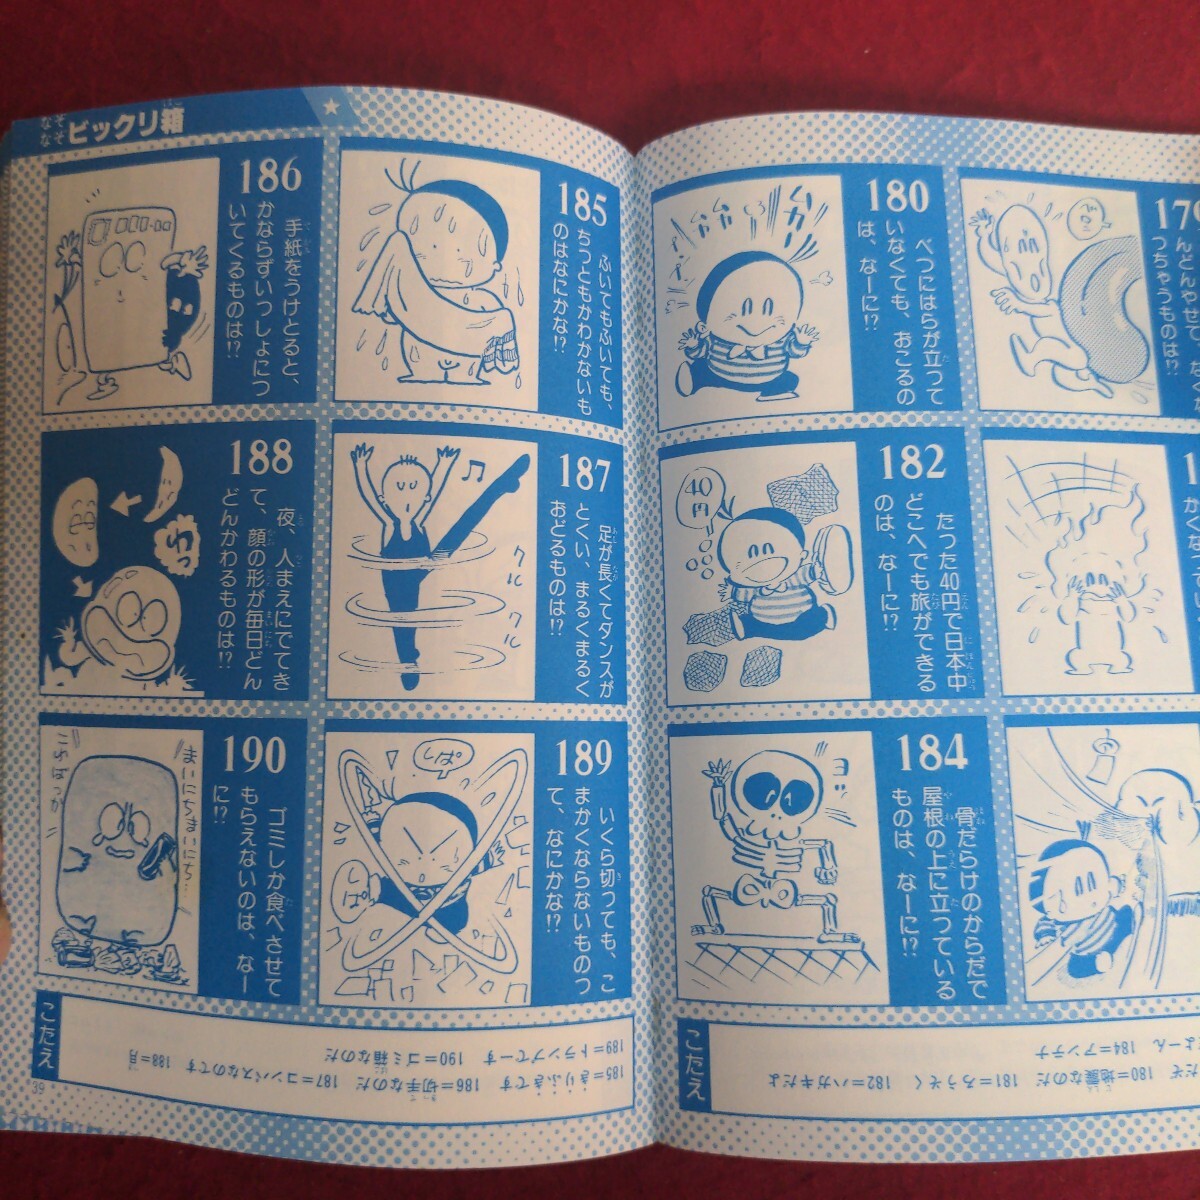 なぞなぞビックリ箱
179
んどんやせて、な
っちゃうものは!?
180
べつにはらが立って
いなくても、おこるの
は、なーに!?
182
たった40円で日本中
どこへでも旅ができる
のは、なーに!?
40円
184
骨だらけのからだで
屋根の上に立っている
ものは、なーに!?
ヨッ
こたえ
180=地震なのだ
181=ろうそく
182=ハガキだよ
184=アンテナ
185
ふいてもふいても、
ちっともかわかないも
のはなにかな!?
186
手紙をうけとると、
かならずいっしょにつ
いてくるものは!?
187
足が長くてダンスが
とくい、まるくまるく
おどるものは!?
クルクル
188
夜、人まえにでてき
て、顔の形が毎日どん
どんかわるものは!?
189
いくら切っても、こ
まかくならないものっ
て、なにかな!?
しぱっ
190
ゴミしか食べさせて
もらえないのは、なー
に!?
まいにちまいにち…
こたえ
185=きりふきです
186=切手なのだ
187=コンパスなのです
188=月
189=トランプでーす
190=ゴミ箱なのだ
39